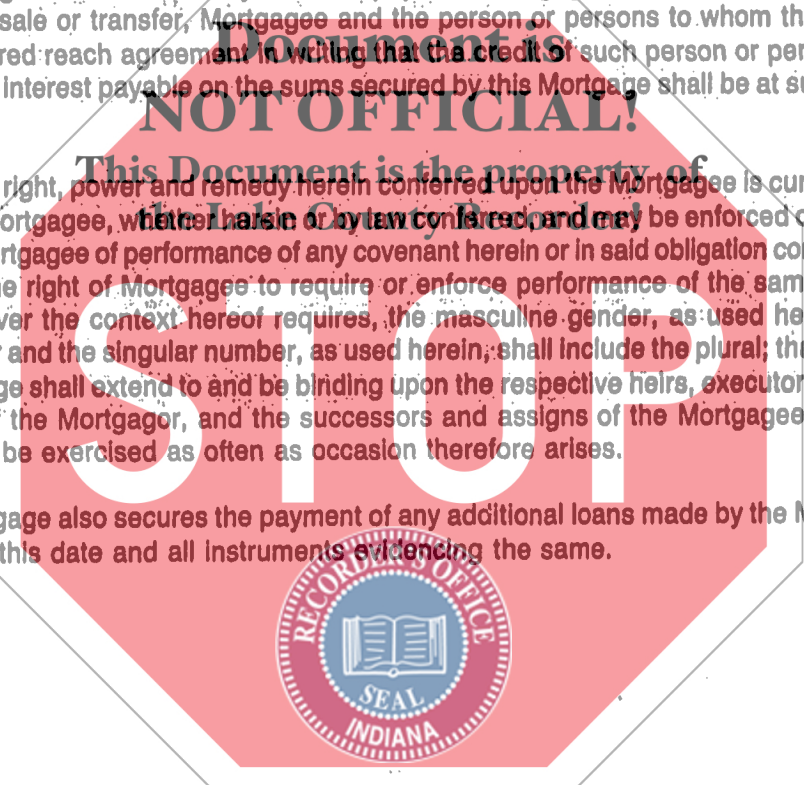 sale or transfer, Mortgagee and the person or persons to whom th
Document is
red reach agreement in writing that the credit of such person or per
interest payable on the sums secured by this Mortgage shall be at su
NOT OFFICIAL!
This Document is the property of
right, power and remedy herein conferred upon the Mortgagee is cu
the Lake County Recorder!
ortgagee, whether herein or by law conferred, and may be enforced
rtgagee of performance of any covenant herein or in said obligation co
e right of Mortgagee to require or enforce performance of the sam
ver the context hereof requires, the masculine gender, as used he
and the singular number, as used herein, shall include the plural; th
ge shall extend to and be binding upon the respective heirs, executor
the Mortgagor, and the successors and assigns of the Mortgagee
be exercised as often as occasion therefore arises.
STOP
gage also secures the payment of any additional loans made by the M
this date and all instruments evidencing the same.
RECORDER'S OFFICE
SEAL
INDIANA